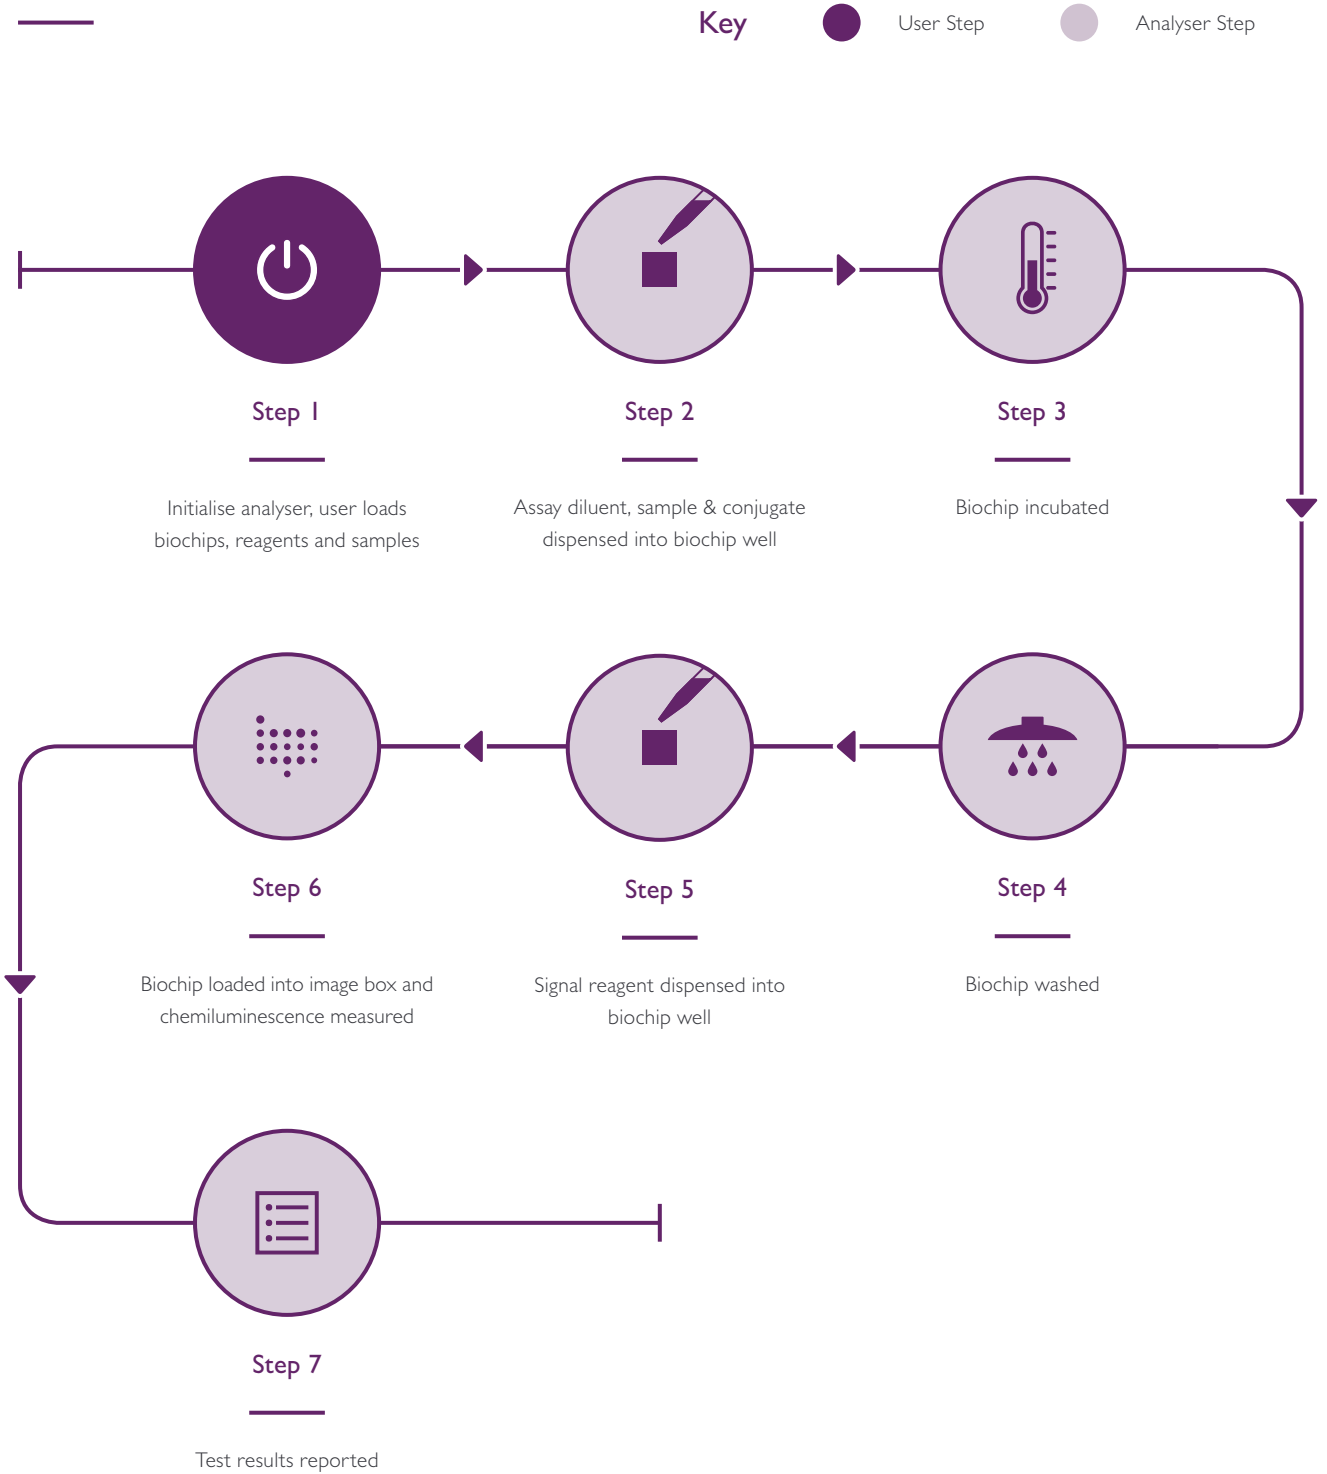 Key
User Step
Analyser Step
Step 1
Initialise analyser, user loads
biochips, reagents and samples
Step 2
Assay diluent, sample & conjugate
dispensed into biochip well
Step 3
Biochip incubated
Step 4
Biochip washed
Step 5
Signal reagent dispensed into
biochip well
Step 6
Biochip loaded into image box and
chemiluminescence measured
Step 7
Test results reported